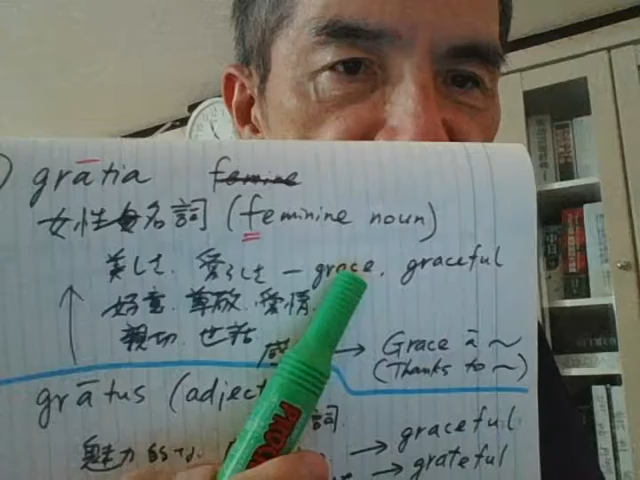 ) grātia femine
女性名詞 (feminine noun)
美しさ. 愛らしさ — grace, graceful
好意. 尊敬. 愛情.
親切. 世話
感 → Grace à ~
(Thanks to ~)
grātus (adject 詞.
魅力的な. → graceful
→ grateful